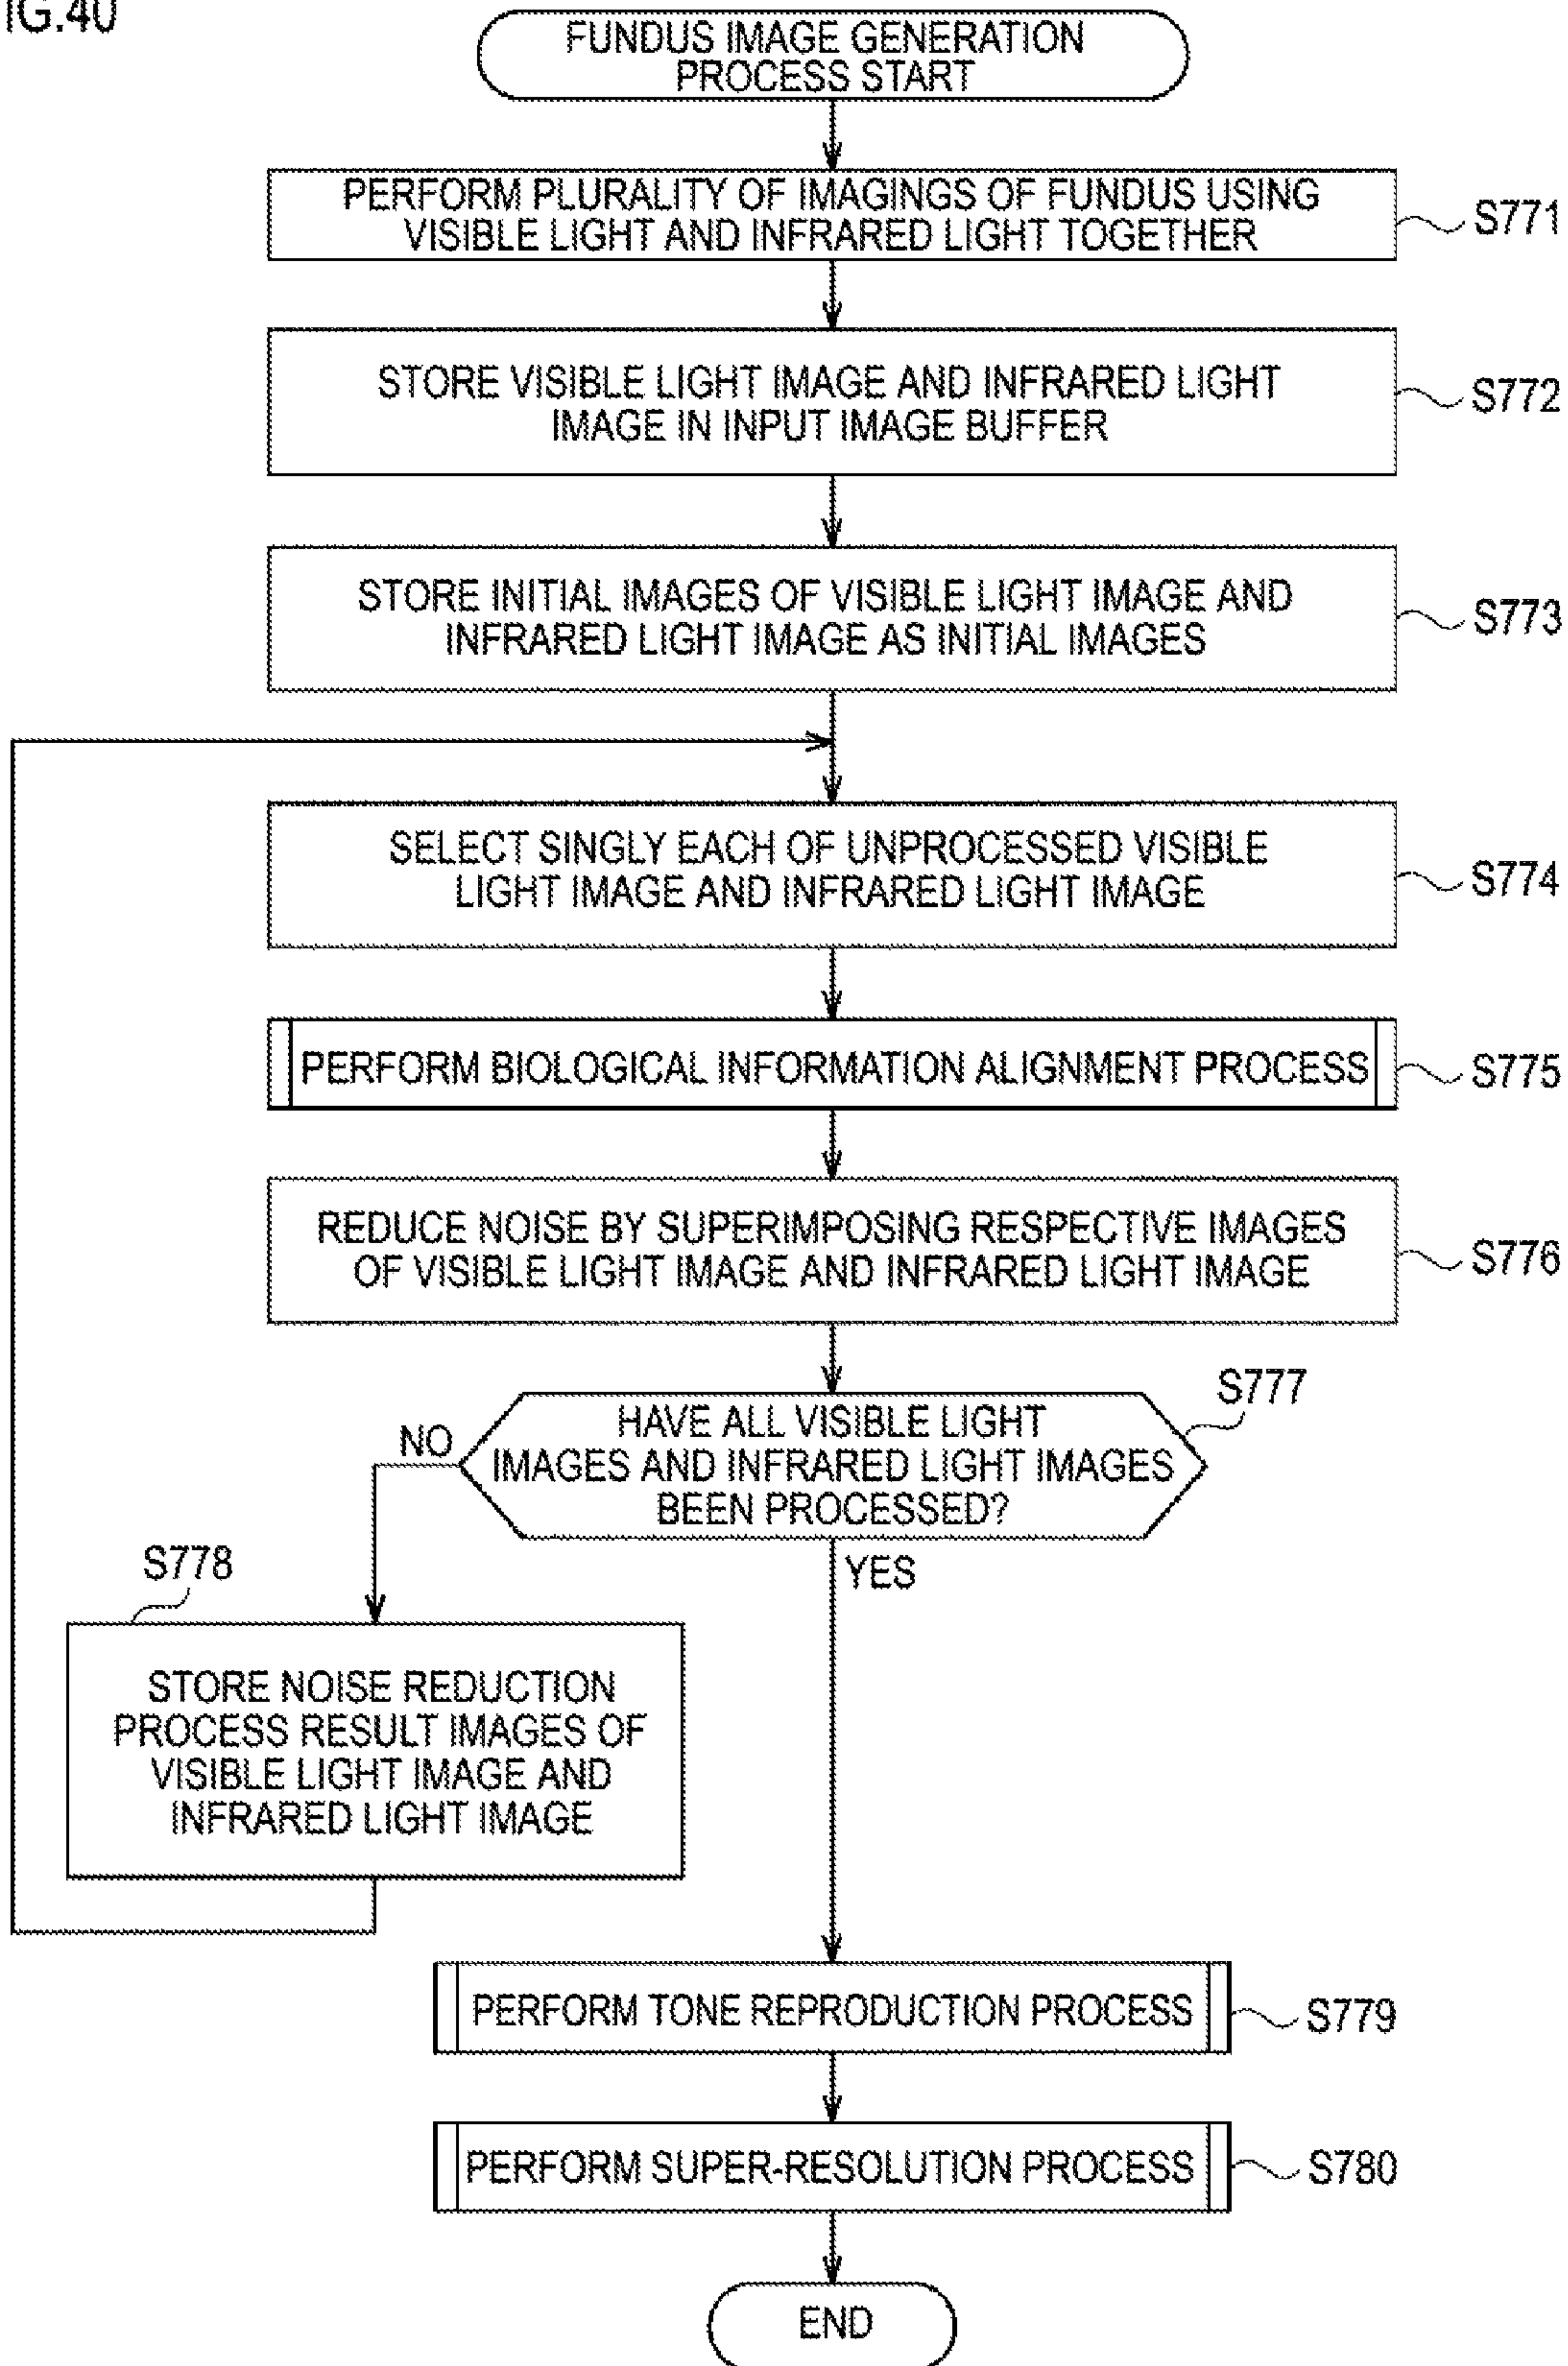 IG.40
FUNDUS IMAGE GENERATION
PROCESS START
PERFORM PLURALITY OF IMAGINGS OF FUNDUS USING
VISIBLE LIGHT AND INFRARED LIGHT TOGETHER
S771
STORE VISIBLE LIGHT IMAGE AND INFRARED LIGHT
IMAGE IN INPUT IMAGE BUFFER
S772
STORE INITIAL IMAGES OF VISIBLE LIGHT IMAGE AND
INFRARED LIGHT IMAGE AS INITIAL IMAGES
S773
SELECT SINGLY EACH OF UNPROCESSED VISIBLE
LIGHT IMAGE AND INFRARED LIGHT IMAGE
S774
PERFORM BIOLOGICAL INFORMATION ALIGNMENT PROCESS
S775
REDUCE NOISE BY SUPERIMPOSING RESPECTIVE IMAGES
OF VISIBLE LIGHT IMAGE AND INFRARED LIGHT IMAGE
S776
S777
HAVE ALL VISIBLE LIGHT
IMAGES AND INFRARED LIGHT IMAGES
BEEN PROCESSED?
NO
YES
S778
STORE NOISE REDUCTION
PROCESS RESULT IMAGES OF
VISIBLE LIGHT IMAGE AND
INFRARED LIGHT IMAGE
PERFORM TONE REPRODUCTION PROCESS
S779
PERFORM SUPER-RESOLUTION PROCESS
S780
END